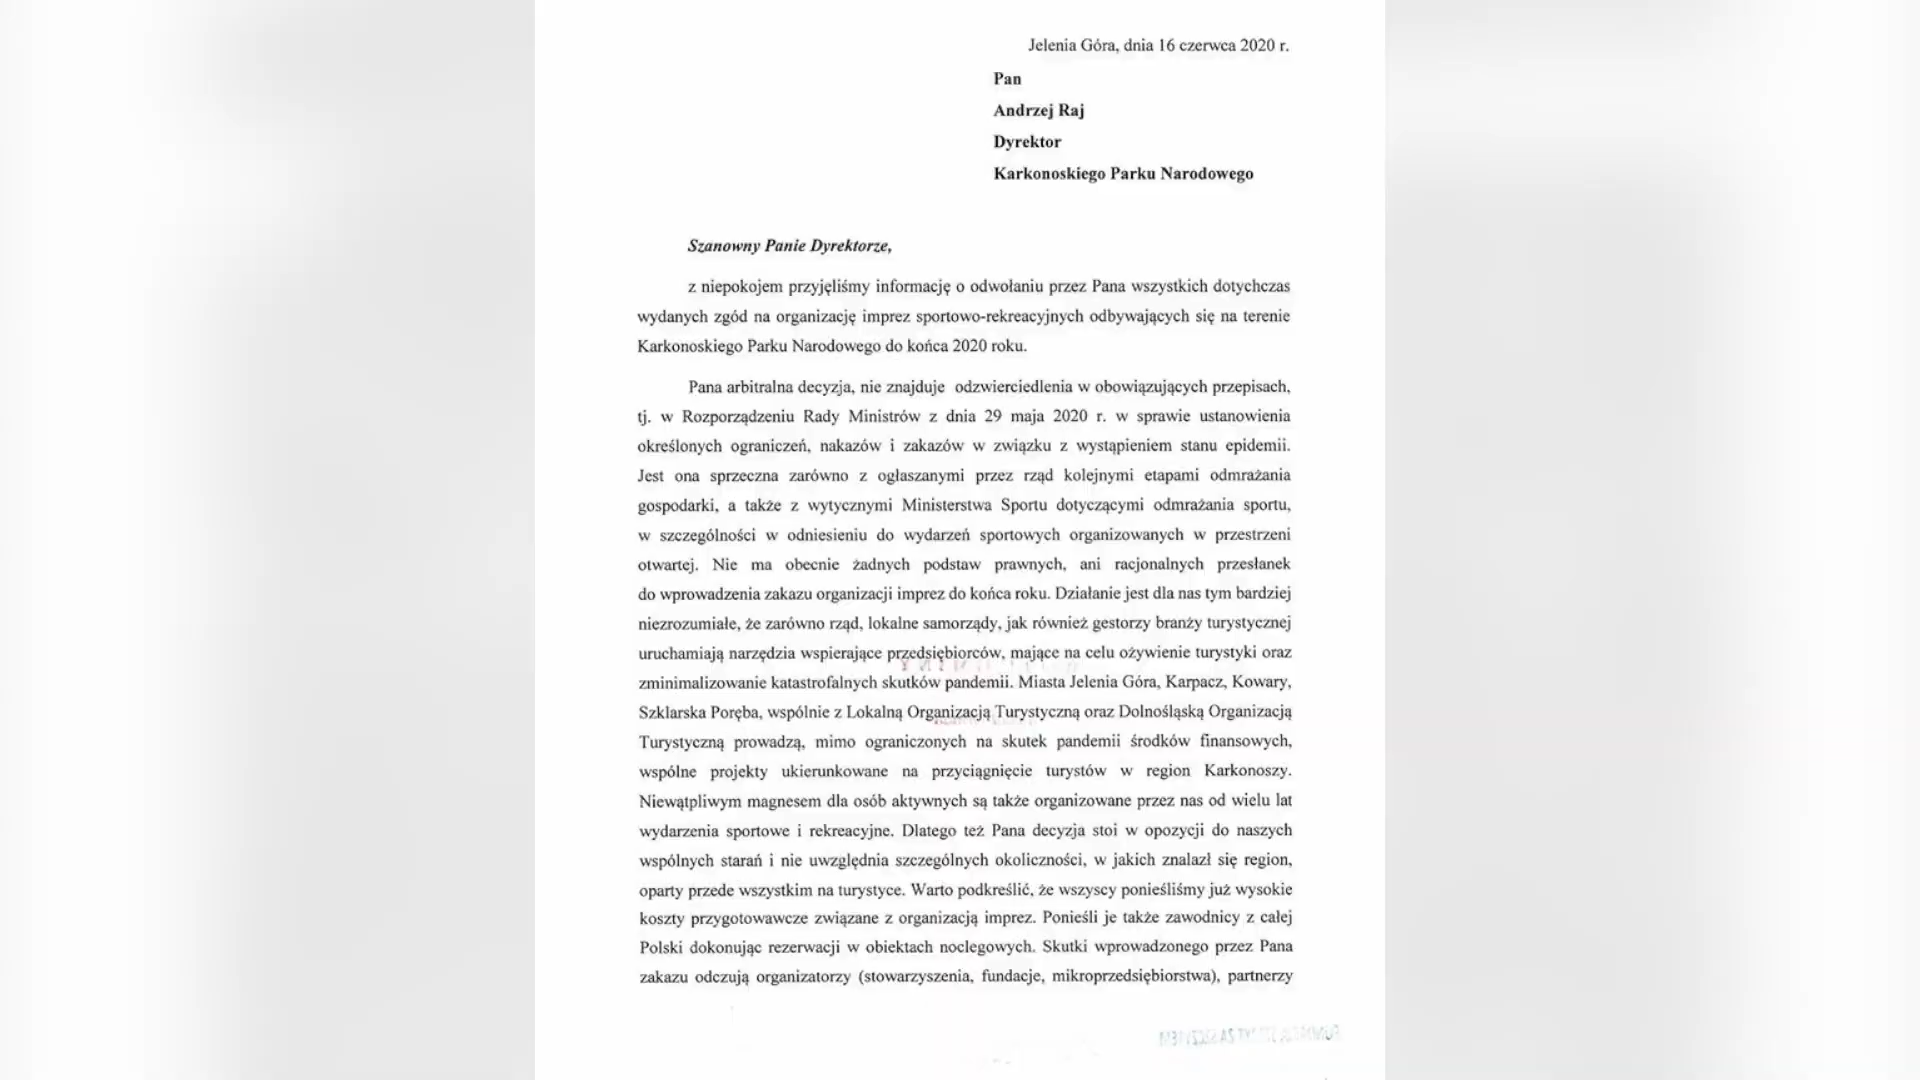 Jelenia Góra, dnia 16 czerwca 2020 r.
Pan
Andrzej Raj
Dyrektor
Karkonoskiego Parku Narodowego
Szanowny Panie Dyrektorze,
z niepokojem przyjęliśmy informację o odwołaniu przez Pana wszystkich dotychczas
wydanych zgód na organizację imprez sportowo-rekreacyjnych odbywających się na terenie
Karkonoskiego Parku Narodowego do końca 2020 roku.
Pana arbitralna decyzja, nie znajduje odzwierciedlenia w obowiązujących przepisach,
tj. w Rozporządzeniu Rady Ministrów z dnia 29 maja 2020 r. w sprawie ustanowienia
określonych ograniczeń, nakazów i zakazów w związku z wystąpieniem stanu epidemii.
Jest ona sprzeczna zarówno z ogłaszanymi przez rząd kolejnymi etapami odmrażania
gospodarki, a także z wytycznymi Ministerstwa Sportu dotyczącymi odmrażania sportu,
w szczególności w odniesieniu do wydarzeń sportowych organizowanych w przestrzeni
otwartej. Nie ma obecnie żadnych podstaw prawnych, ani racjonalnych przesłanek
do wprowadzenia zakazu organizacji imprez do końca roku. Działanie jest dla nas tym bardziej
niezrozumiałe, że zarówno rząd, lokalne samorządy, jak również gestorzy branży turystycznej
uruchamiają narzędzia wspierające przedsiębiorców, mające na celu ożywienie turystyki oraz
zminimalizowanie katastrofalnych skutków pandemii. Miasta Jelenia Góra, Karpacz, Kowary,
Szklarska Poręba, wspólnie z Lokalną Organizacją Turystyczną oraz Dolnośląską Organizacją
Turystyczną prowadzą, mimo ograniczonych na skutek pandemii środków finansowych,
wspólne projekty ukierunkowane na przyciągnięcie turystów w region Karkonoszy.
Niewątpliwym magnesem dla osób aktywnych są także organizowane przez nas od wielu lat
wydarzenia sportowe i rekreacyjne. Dlatego też Pana decyzja stoi w opozycji do naszych
wspólnych starań i nie uwzględnia szczególnych okoliczności, w jakich znalazł się region,
oparty przede wszystkim na turystyce. Warto podkreślić, że wszyscy ponieśliśmy już wysokie
koszty przygotowawcze związane z organizacją imprez. Ponieśli je także zawodnicy z całej
Polski dokonując rezerwacji w obiektach noclegowych. Skutki wprowadzonego przez Pana
zakazu odczują organizatorzy (stowarzyszenia, fundacje, mikroprzedsiębiorstwa), partnerzy